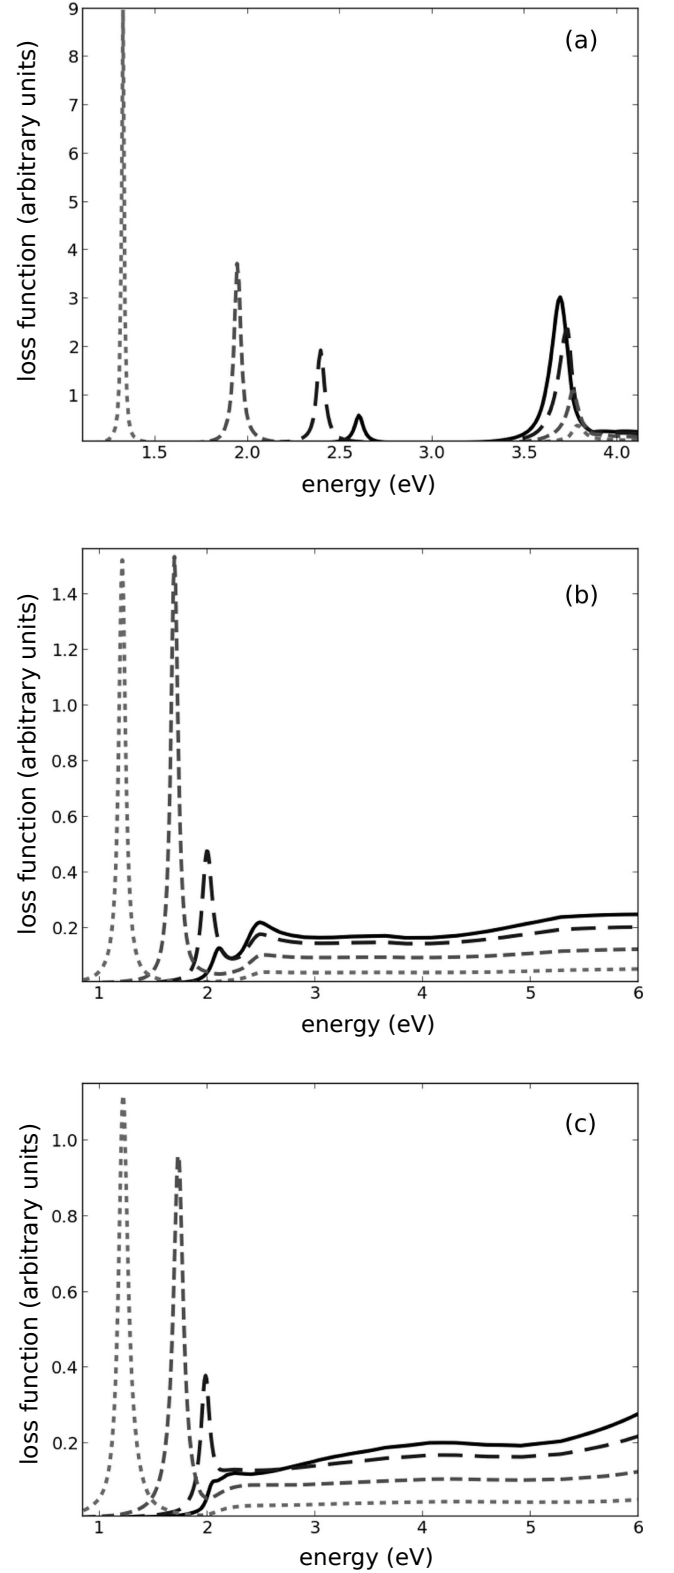 9
8
7
6
5
4
3
2
1
loss function (arbitrary units)
(a)
1.5 2.0 2.5 3.0 3.5 4.0
energy (eV)
1.4
1.2
1.0
0.8
0.6
0.4
0.2
loss function (arbitrary units)
(b)
1 2 3 4 5 6
energy (eV)
1.0
0.8
0.6
0.4
0.2
loss function (arbitrary units)
(c)
1 2 3 4 5 6
energy (eV)